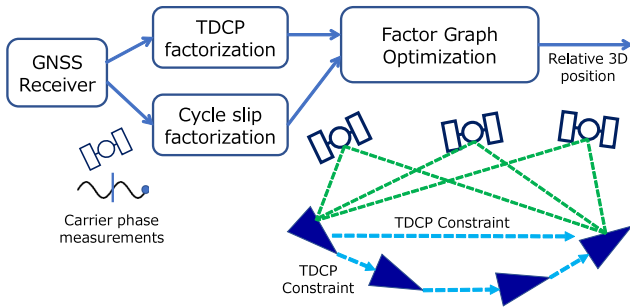 GNSS
Receiver
TDCP
factorization
Cycle slip
factorization
Factor Graph
Optimization
Relative 3D
position
Carrier phase
measurements
TDCP Constraint
TDCP
Constraint